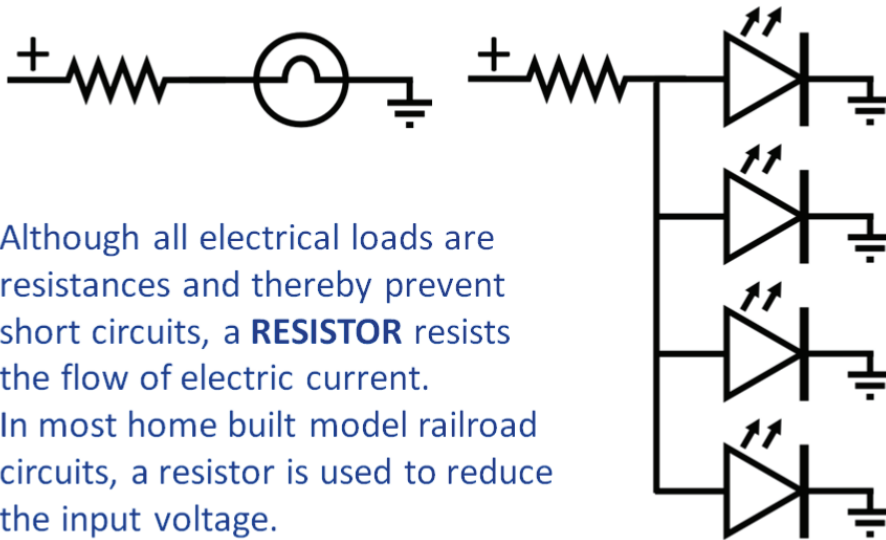 +
+
Although all electrical loads are
resistances and thereby prevent
short circuits, a RESISTOR resists
the flow of electric current.
In most home built model railroad
circuits, a resistor is used to reduce
the input voltage.